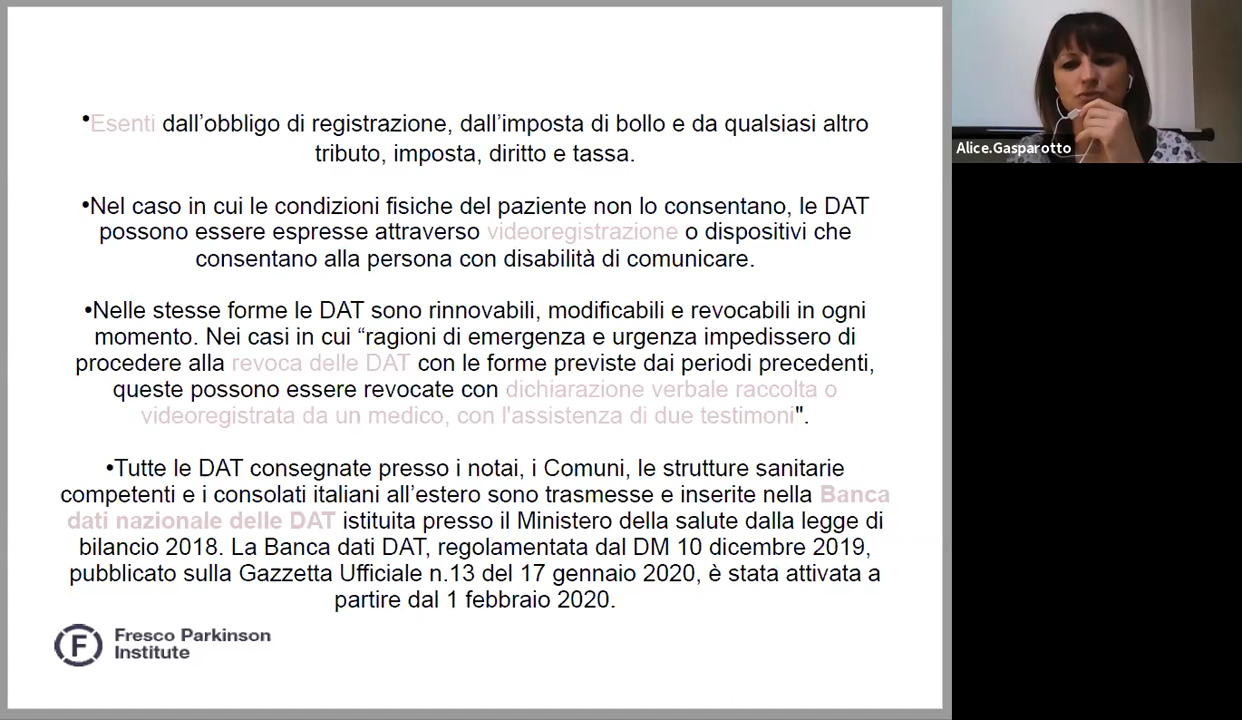 •Esenti dall’obbligo di registrazione, dall’imposta di bollo e da qualsiasi altro
tributo, imposta, diritto e tassa.
•Nel caso in cui le condizioni fisiche del paziente non lo consentano, le DAT
possono essere espresse attraverso videoregistrazione o dispositivi che
consentano alla persona con disabilità di comunicare.
•Nelle stesse forme le DAT sono rinnovabili, modificabili e revocabili in ogni
momento. Nei casi in cui “ragioni di emergenza e urgenza impedissero di
procedere alla revoca delle DAT con le forme previste dai periodi precedenti,
queste possono essere revocate con dichiarazione verbale raccolta o
videoregistrata da un medico, con l'assistenza di due testimoni".
•Tutte le DAT consegnate presso i notai, i Comuni, le strutture sanitarie
competenti e i consolati italiani all’estero sono trasmesse e inserite nella Banca
dati nazionale delle DAT istituita presso il Ministero della salute dalla legge di
bilancio 2018. La Banca dati DAT, regolamentata dal DM 10 dicembre 2019,
pubblicato sulla Gazzetta Ufficiale n.13 del 17 gennaio 2020, è stata attivata a
partire dal 1 febbraio 2020.
F
Fresco Parkinson
Institute
Alice.Gasparotto